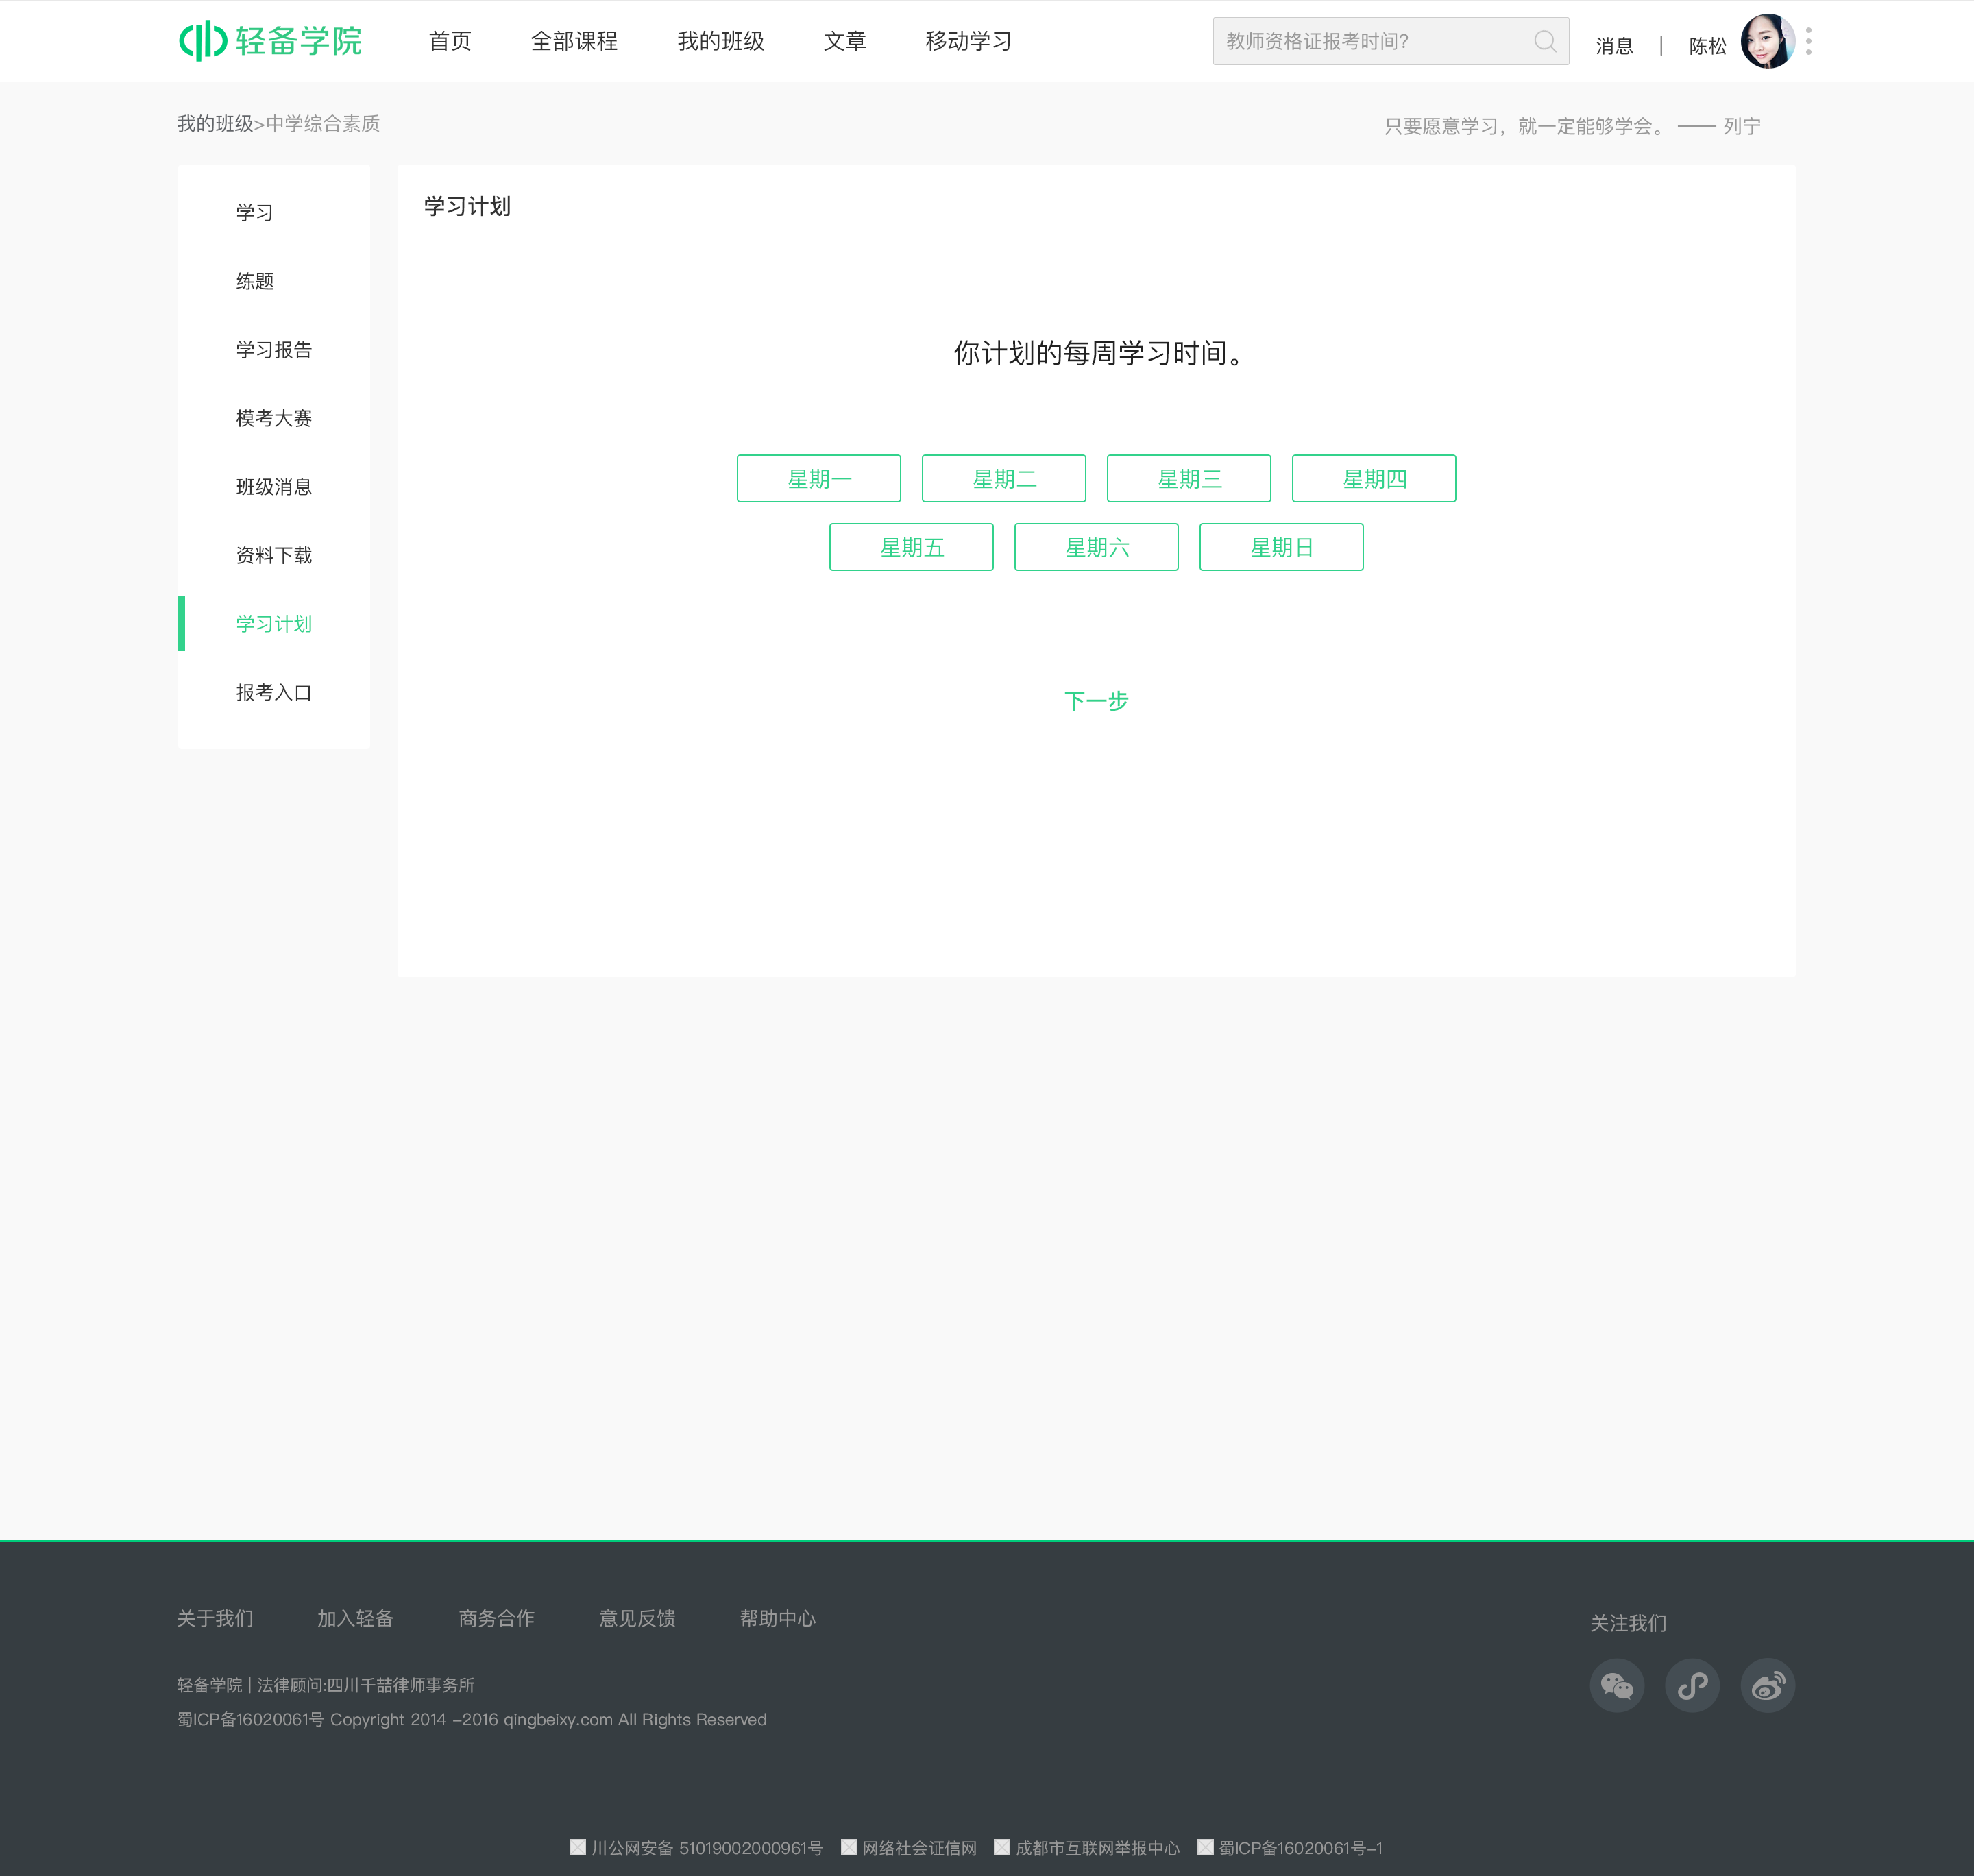 轻备学院 首页 全部课程 我的班级 文章 移动学习 教师资格证报考时间? 消息 | 陈松
我的班级>中学综合素质
只要愿意学习，就一定能够学会。 —— 列宁
学习
练题
学习报告
模考大赛
班级消息
资料下载
学习计划
报考入口
学习计划
你计划的每周学习时间。
星期一 星期二 星期三 星期四
星期五 星期六 星期日
下一步
关于我们 加入轻备 商务合作 意见反馈 帮助中心
轻备学院 | 法律顾问:四川千喆律师事务所
蜀ICP备16020061号 Copyright 2014 -2016 qingbeixy.com All Rights Reserved
关注我们
川公网安备 51019002000961号 网络社会证信网 成都市互联网举报中心 蜀ICP备16020061号-1